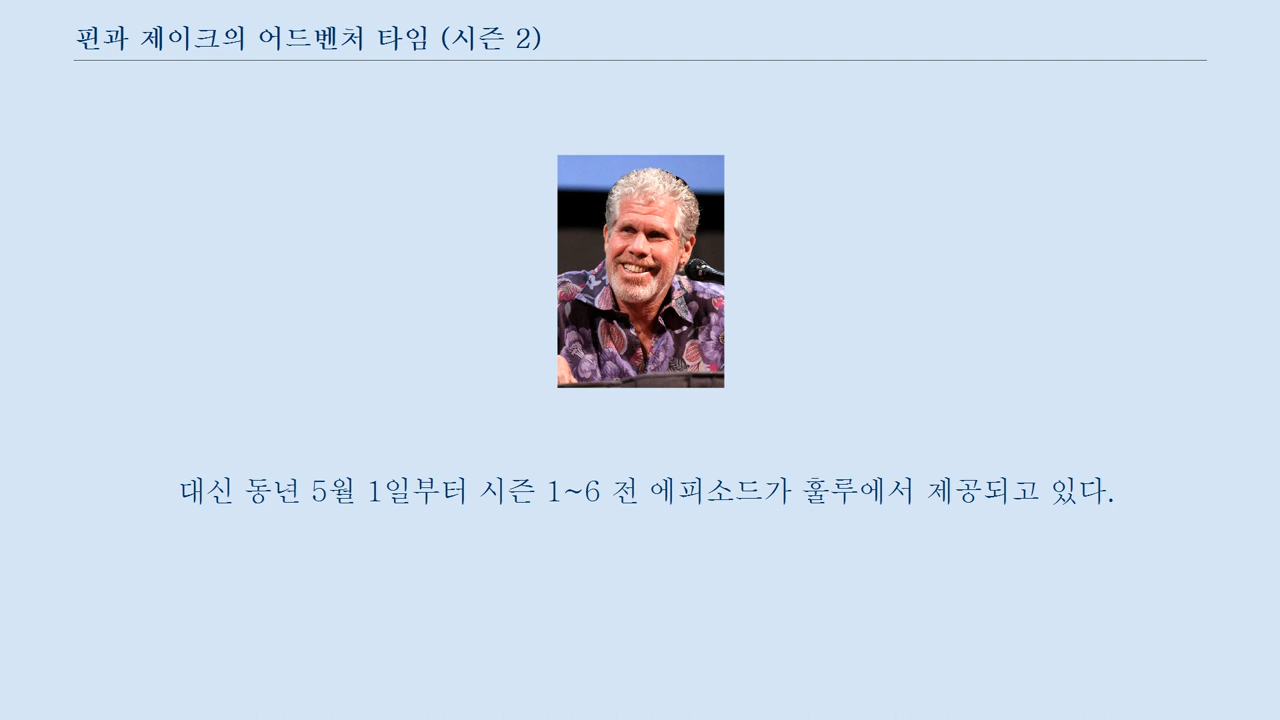 핀과 제이크의 어드벤처 타임 (시즌 2)
대신 동년 5월 1일부터 시즌 1~6 전 에피소드가 훌루에서 제공되고 있다.